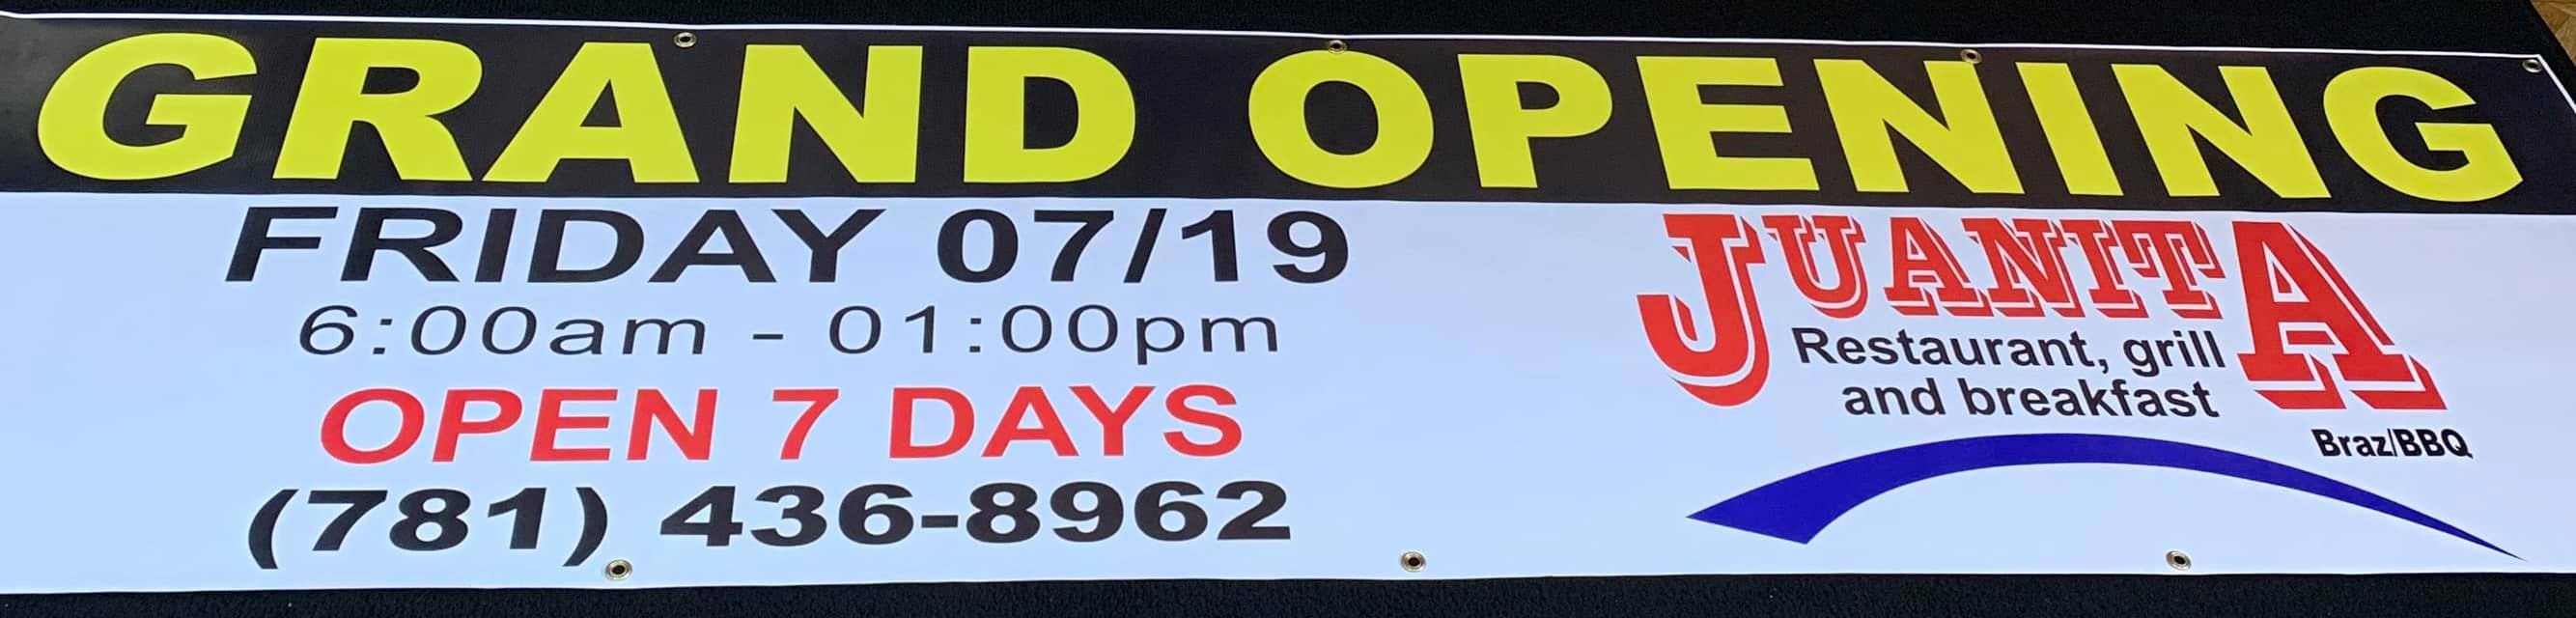 GRAND OPENING
FRIDAY 07/19
6:00am - 01:00pm
OPEN 7 DAYS
(781) 436-8962
JUANITA
Restaurant, grill
and breakfast
Braz/BBQ